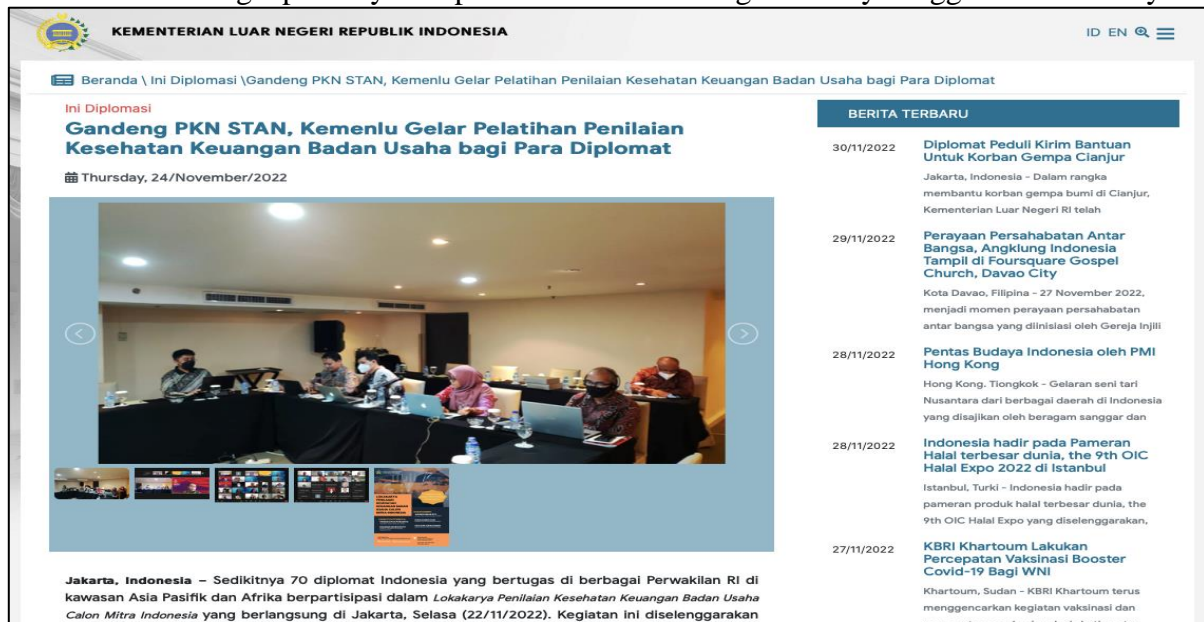 KEMENTERIAN LUAR NEGERI REPUBLIK INDONESIA
ID EN
Beranda \ Ini Diplomasi \Gandeng PKN STAN, Kemenlu Gelar Pelatihan Penilaian Kesehatan Keuangan Badan Usaha bagi Para Diplomat
Ini Diplomasi
Gandeng PKN STAN, Kemenlu Gelar Pelatihan Penilaian
Kesehatan Keuangan Badan Usaha bagi Para Diplomat
Thursday, 24/November/2022
Jakarta, Indonesia – Sedikitnya 70 diplomat Indonesia yang bertugas di berbagai Perwakilan RI di
kawasan Asia Pasifik dan Afrika berpartisipasi dalam Lokakarya Penilaian Kesehatan Keuangan Badan Usaha
Calon Mitra Indonesia yang berlangsung di Jakarta, Selasa (22/11/2022). Kegiatan ini diselenggarakan
BERITA TERBARU
30/11/2022
Diplomat Peduli Kirim Bantuan
Untuk Korban Gempa Cianjur
Jakarta, Indonesia - Dalam rangka
membantu korban gempa bumi di Cianjur,
Kementerian Luar Negeri RI telah
29/11/2022
Perayaan Persahabatan Antar
Bangsa, Angklung Indonesia
Tampil di Foursquare Gospel
Church, Davao City
Kota Davao, Filipina – 27 November 2022,
menjadi momen perayaan persahabatan
antar bangsa yang diinisiasi oleh Gereja Injili
28/11/2022
Pentas Budaya Indonesia oleh PMI
Hong Kong
Hong Kong. Tiongkok – Gelaran seni tari
Nusantara dari berbagai daerah di Indonesia
yang disajikan oleh beragam sanggar dan
28/11/2022
Indonesia hadir pada Pameran
Halal terbesar dunia, the 9th OIC
Halal Expo 2022 di Istanbul
Istanbul, Turki - Indonesia hadir pada
pameran produk halal terbesar dunia, the
9th OIC Halal Expo yang diselenggarakan,
27/11/2022
KBRI Khartoum Lakukan
Percepatan Vaksinasi Booster
Covid-19 Bagi WNI
Khartoum, Sudan - KBRI Khartoum terus
menggencarkan kegiatan vaksinasi dan